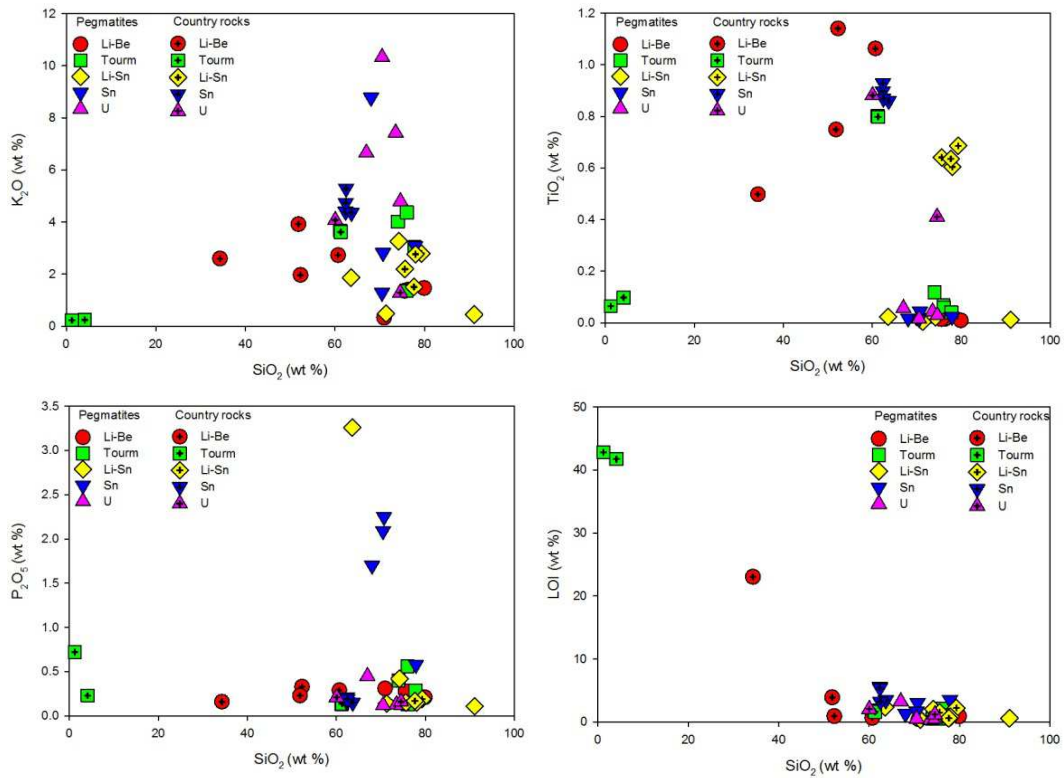 12
10
8
6
4
2
0
K2O (wt %)
Pegmatites Country rocks
Li-Be Li-Be
Tourm Tourm
Li-Sn Li-Sn
Sn Sn
U U
0 20 40 60 80 100
SiO2 (wt %)
1.2
1.0
0.8
0.6
0.4
0.2
0.0
TiO2 (wt %)
Pegmatites Country rocks
Li-Be Li-Be
Tourm Tourm
Li-Sn Li-Sn
Sn Sn
U U
0 20 40 60 80 100
SiO2 (wt %)
3.5
3.0
2.5
2.0
1.5
1.0
0.5
0.0
P2O5 (wt %)
Pegmatites Country rocks
Li-Be Li-Be
Tourm Tourm
Li-Sn Li-Sn
Sn Sn
U U
0 20 40 60 80 100
SiO2 (wt %)
50
40
30
20
10
0
LOI (wt %)
Pegmatites Country rocks
Li-Be Li-Be
Tourm Tourm
Li-Sn Li-Sn
Sn Sn
U U
0 20 40 60 80 100
SiO2 (wt %)